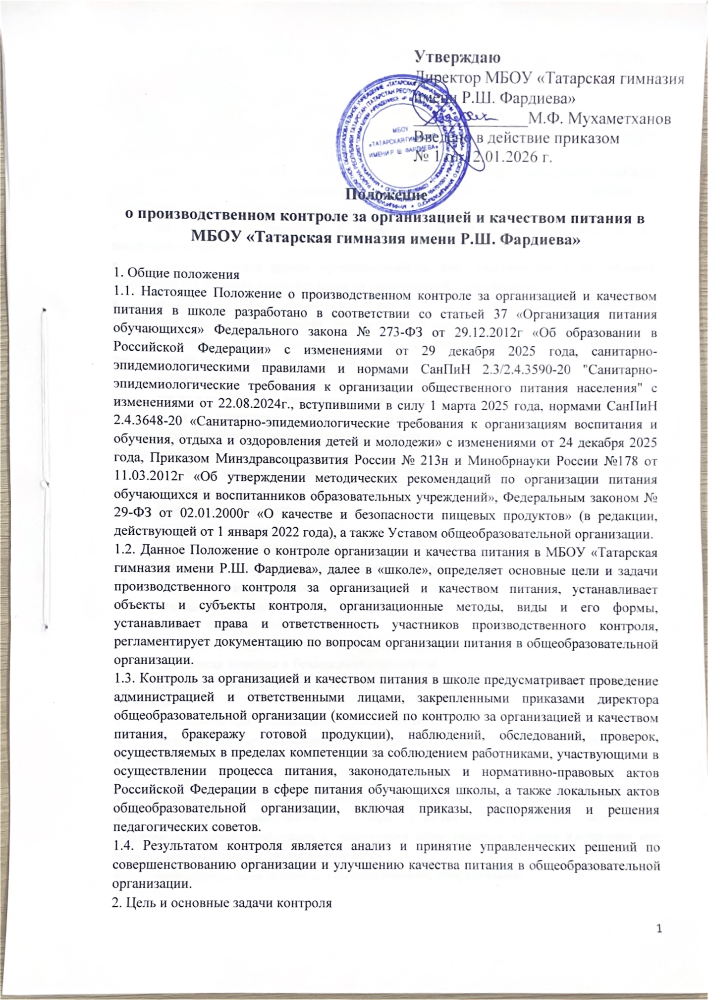 Утверждаю
Директор МБОУ «Татарская гимназия
имени Р.Ш. Фардиева»
М.Ф. Мухаметханов
Введено в действие приказом
№ 1 от 12.01.2026 г.
МБОУ
«ТАТАРСКАЯ ГИМНАЗИЯ
ИМЕНИ Р. Ш. ФАРДИЕВА»
Положение
о производственном контроле за организацией и качеством питания в
МБОУ «Татарская гимназия имени Р.Ш. Фардиева»
1. Общие положения
1.1. Настоящее Положение о производственном контроле за организацией и качеством
питания в школе разработано в соответствии со статьей 37 «Организация питания
обучающихся» Федерального закона № 273-ФЗ от 29.12.2012г «Об образовании в
Российской Федерации» с изменениями от 29 декабря 2025 года, санитарно-
эпидемиологическими правилами и нормами СанПиН 2.3/2.4.3590-20 "Санитарно-
эпидемиологические требования к организации общественного питания населения" с
изменениями от 22.08.2024г., вступившими в силу 1 марта 2025 года, нормами СанПиН
2.4.3648-20 «Санитарно-эпидемиологические требования к организациям воспитания и
обучения, отдыха и оздоровления детей и молодежи» с изменениями от 24 декабря 2025
года, Приказом Минздравсоцразвития России № 213н и Минобрнауки России №178 от
11.03.2012г «Об утверждении методических рекомендаций по организации питания
обучающихся и воспитанников образовательных учреждений», Федеральным законом №
29-ФЗ от 02.01.2000г «О качестве и безопасности пищевых продуктов» (в редакции,
действующей от 1 января 2022 года), а также Уставом общеобразовательной организации.
1.2. Данное Положение о контроле организации и качества питания в МБОУ «Татарская
гимназия имени Р.Ш. Фардиева», далее в «школе», определяет основные цели и задачи
производственного контроля за организацией и качеством питания, устанавливает
объекты и субъекты контроля, организационные методы, виды и его формы,
устанавливает права и ответственность участников производственного контроля,
регламентирует документацию по вопросам организации питания в общеобразовательной
организации.
1.3. Контроль за организацией и качеством питания в школе предусматривает проведение
администрацией и ответственными лицами, закрепленными приказами директора
общеобразовательной организации (комиссией по контролю за организацией и качеством
питания, бракеражу готовой продукции), наблюдений, обследований, проверок,
осуществляемых в пределах компетенции за соблюдением работниками, участвующими в
осуществлении процесса питания, законодательных и нормативно-правовых актов
Российской Федерации в сфере питания обучающихся школы, а также локальных актов
общеобразовательной организации, включая приказы, распоряжения и решения
педагогических советов.
1.4. Результатом контроля является анализ и принятие управленческих решений по
совершенствованию организации и улучшению качества питания в общеобразовательной
организации.
2. Цель и основные задачи контроля
1